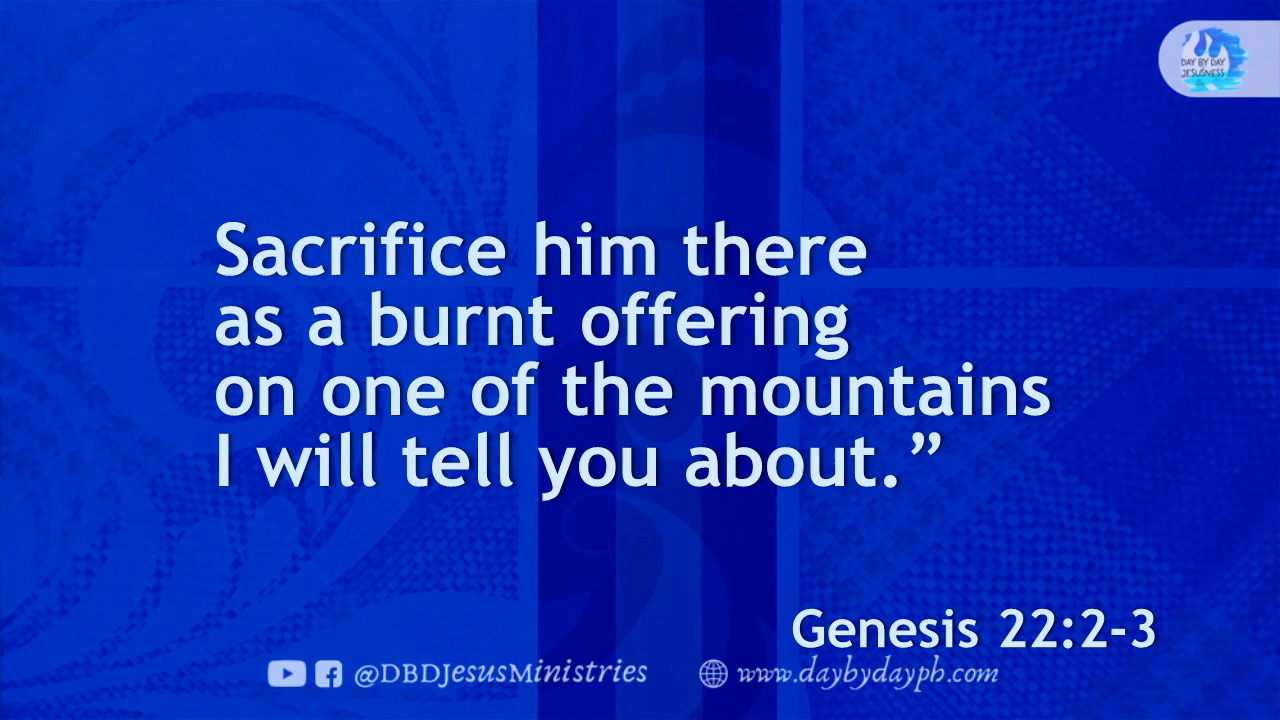 DAY BY DAY
JESUSNESS
Sacrifice him there
as a burnt offering
on one of the mountains
I will tell you about.”
Genesis 22:2-3
@DBDJesusMinistries
www.daybydayph.com